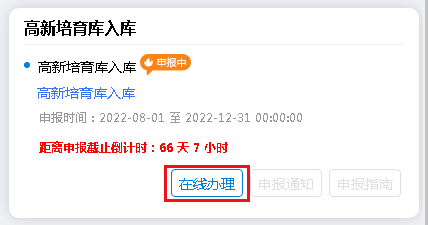 高新培育库入库
高新培育库入库 申报中
高新培育库入库
申报时间：2022-08-01 至 2022-12-31 00:00:00
距离申报截止倒计时：66 天 7 小时
在线办理 申报通知 申报指南